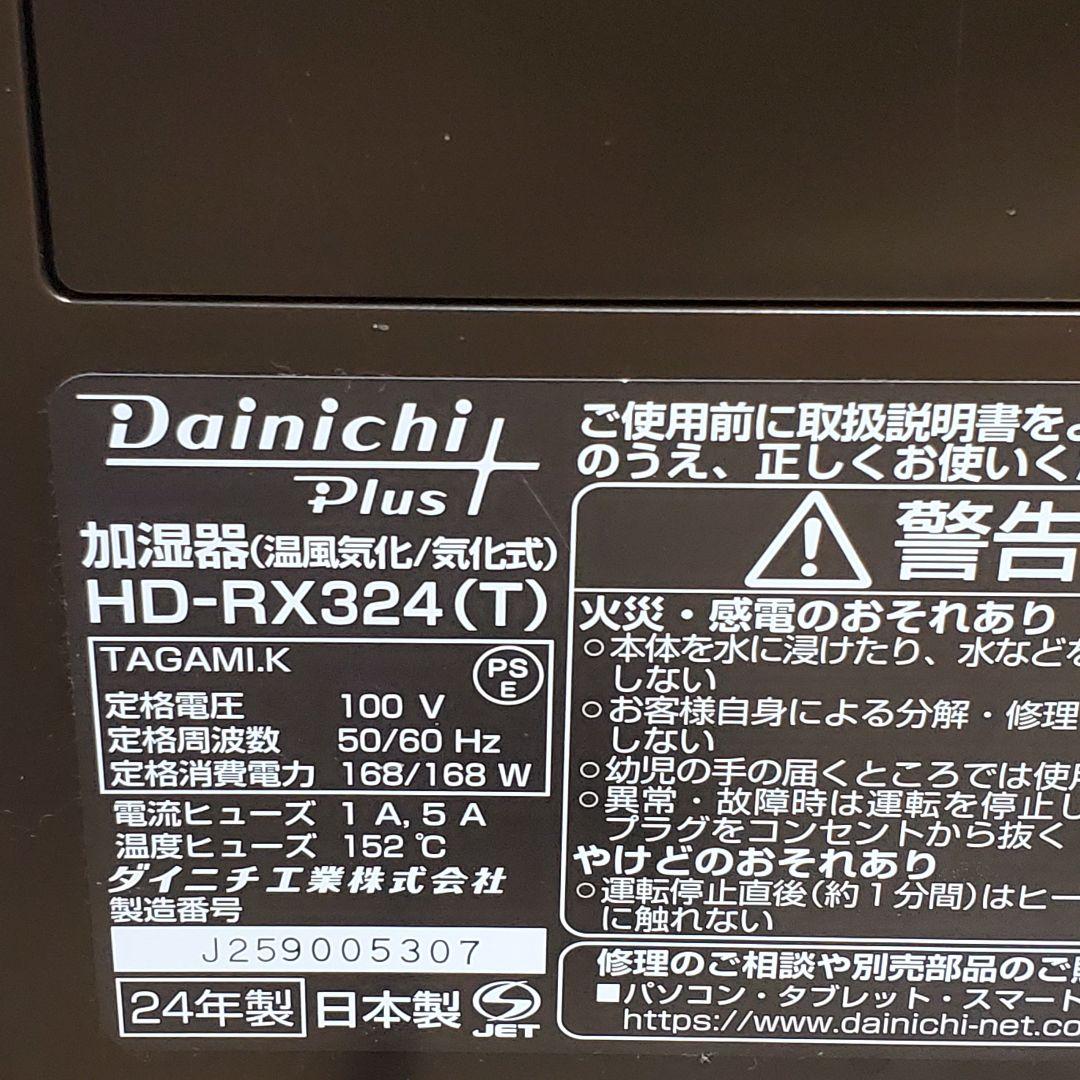 Dainichi
Plus
加湿器(温風気化/気化式)
HD-RX324(T)
TAGAMI.K
PS
E
定格電圧 100 V
定格周波数 50/60 Hz
定格消費電力 168/168 W
電流ヒューズ 1 A, 5 A
温度ヒューズ 152 ℃
ダイニチ工業株式会社
製造番号
J259005307
24年製 日本製
JET
ご使用前に取扱説明書をよ
のうえ、正しくお使いく
警告
火災・感電のおそれあり
○本体を水に浸けたり、水などを
しない
○お客様自身による分解・修理
しない
○幼児の手の届くところでは使用
○異常・故障時は運転を停止し
プラグをコンセントから抜く
やけどのおそれあり
○運転停止直後(約1分間)はヒー
に触れない
修理のご相談や別売部品のご購
■パソコン・タブレット・スマート
https://www.dainichi-net.co